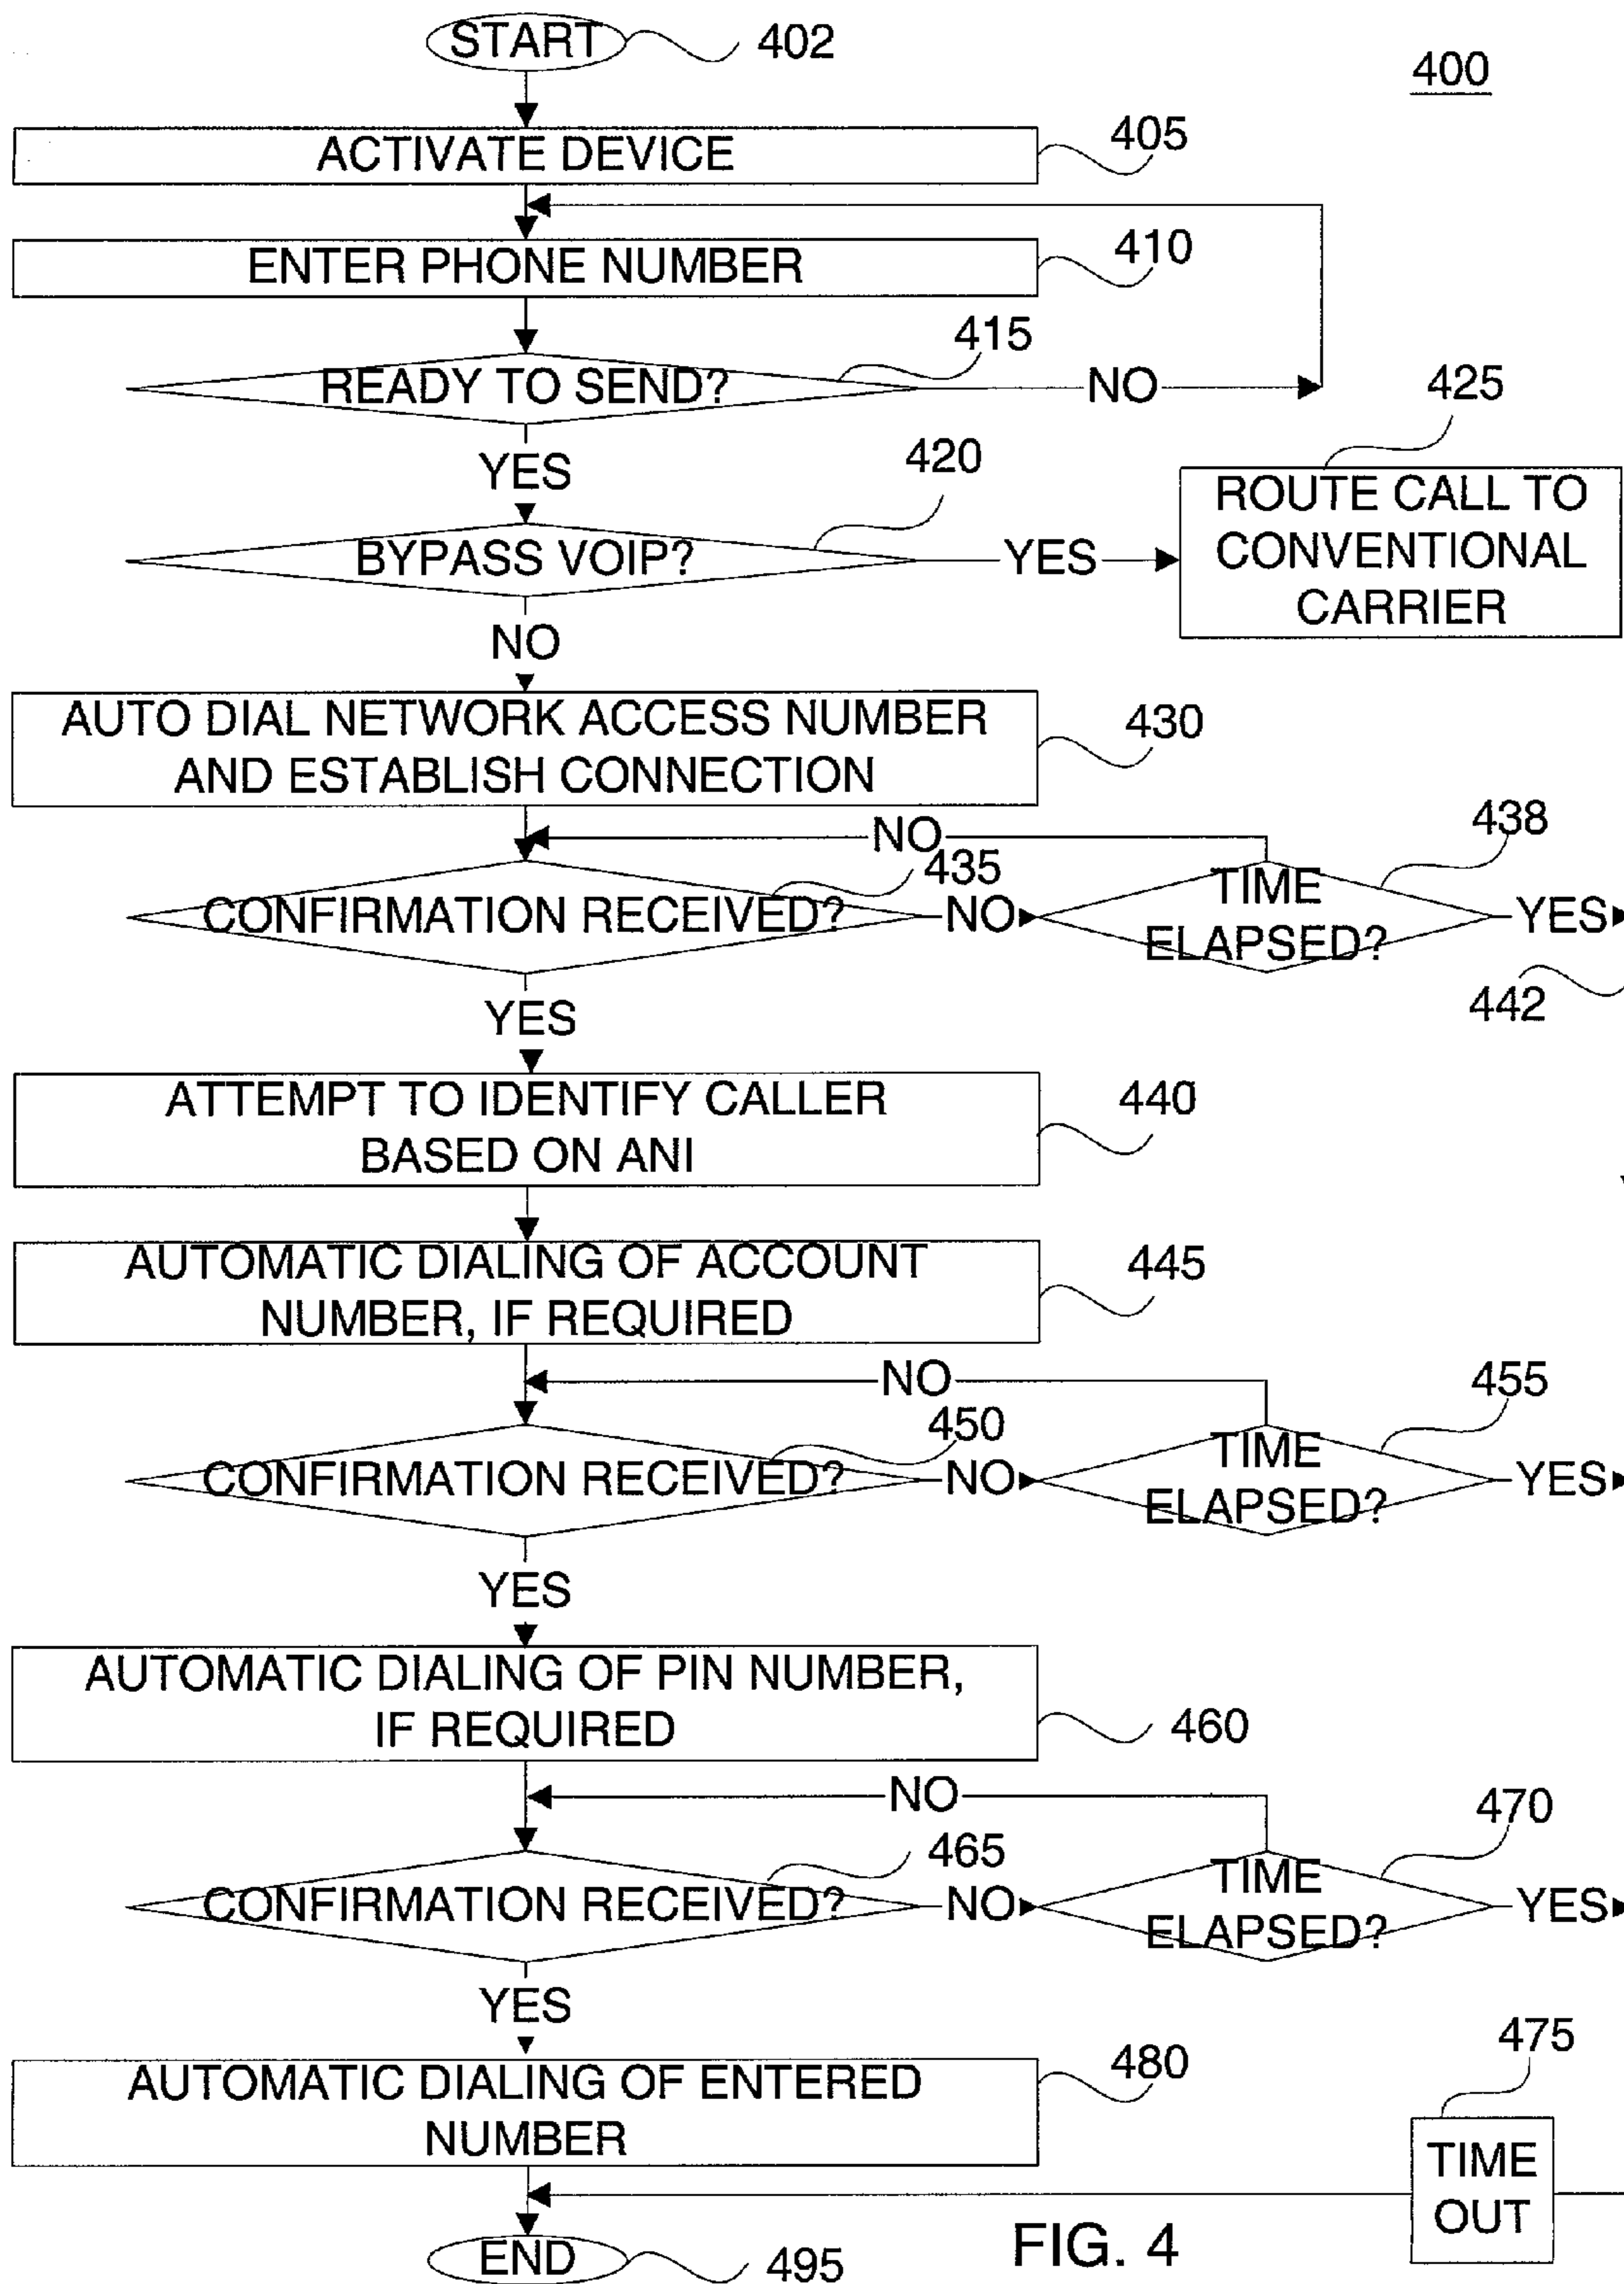 START
402
400
ACTIVATE DEVICE
405
ENTER PHONE NUMBER
410
READY TO SEND?
415
NO
YES
BYPASS VOIP?
420
YES
425
ROUTE CALL TO
CONVENTIONAL
CARRIER
NO
AUTO DIAL NETWORK ACCESS NUMBER
AND ESTABLISH CONNECTION
430
NO
CONFIRMATION RECEIVED?
435
NO
TIME
ELAPSED?
438
YES
442
YES
ATTEMPT TO IDENTIFY CALLER
BASED ON ANI
440
AUTOMATIC DIALING OF ACCOUNT
NUMBER, IF REQUIRED
445
NO
CONFIRMATION RECEIVED?
450
NO
TIME
ELAPSED?
455
YES
YES
AUTOMATIC DIALING OF PIN NUMBER,
IF REQUIRED
460
NO
CONFIRMATION RECEIVED?
465
NO
TIME
ELAPSED?
470
YES
YES
AUTOMATIC DIALING OF ENTERED
NUMBER
480
475
TIME
OUT
END
495
FIG. 4